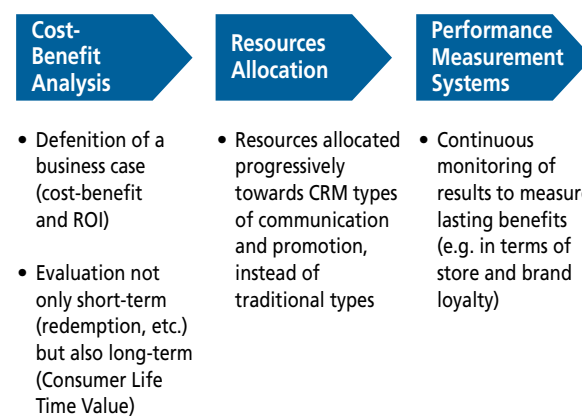 Cost-
Benefit
Analysis
Resources
Allocation
Performance
Measurement
Systems
• Defenition of a
business case
(cost-benefit
and ROI)
• Evaluation not
only short-term
(redemption, etc.)
but also long-term
(Consumer Life
Time Value)
• Resources allocated
progressively
towards CRM types
of communication
and promotion,
instead of
traditional types
• Continuous
monitoring of
results to measure
lasting benefits
(e.g. in terms of
store and brand
loyalty)